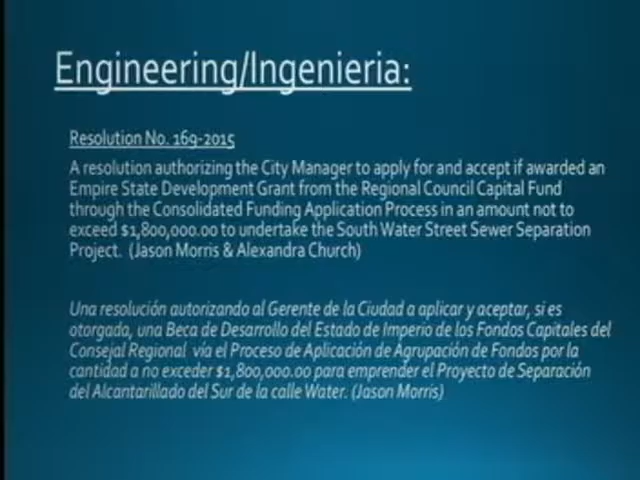 Engineering/Ingenieria:
Resolution No. 169-2015
A resolution authorizing the City Manager to apply for and accept if awarded an
Empire State Development Grant from the Regional Council Capital Fund
through the Consolidated Funding Application Process in an amount not to
exceed $1,800,000.00 to undertake the South Water Street Sewer Separation
Project. (Jason Morris & Alexandra Church)
Una resolución autorizando al Gerente de la Ciudad a aplicar y aceptar, si es
otorgada, una Beca de Desarrollo del Estado de Imperio de los Fondos Capitales del
Consejal Regional vía el Proceso de Aplicación de Agrupación de Fondos por la
cantidad a no exceder $1,800,000.00 para emprender el Proyecto de Separación
del Alcantarillado del Sur de la calle Water. (Jason Morris)